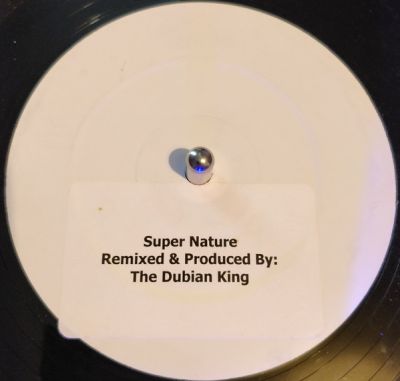 Super Nature
Remixed & Produced By:
The Dubian King